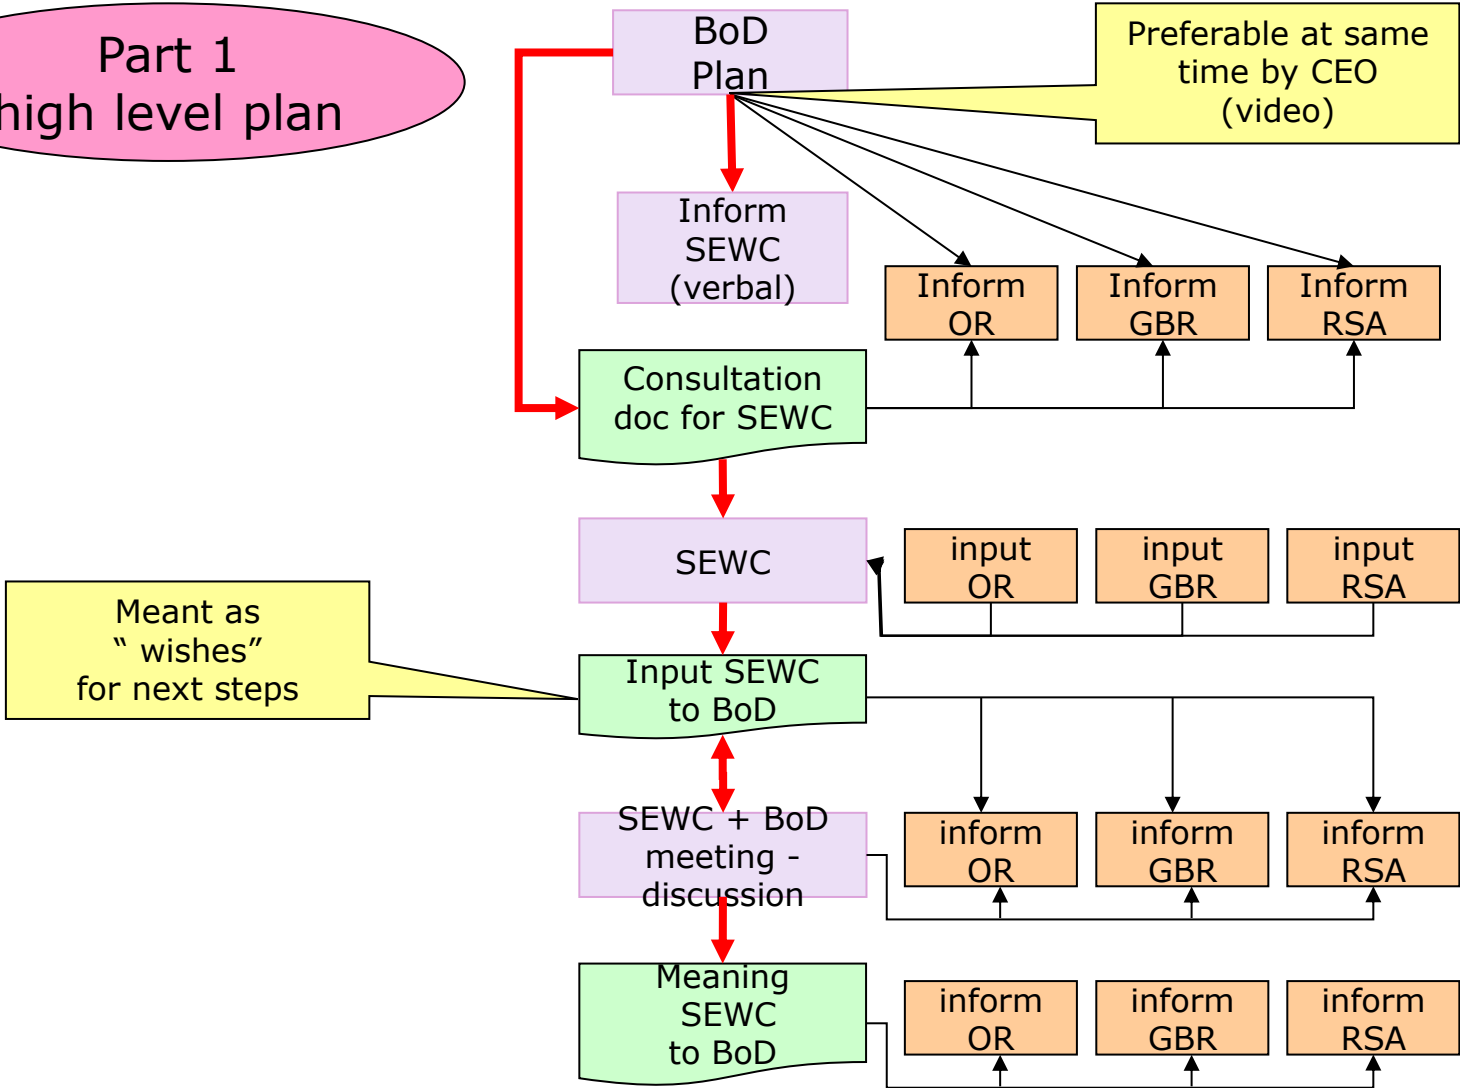 Part 1
high level plan
BoD
Plan
Preferable at same
time by CEO
(video)
Inform
SEWC
(verbal)
Inform
OR
Inform
GBR
Inform
RSA
Consultation
doc for SEWC
SEWC
input
OR
input
GBR
input
RSA
Meant as
“ wishes”
for next steps
Input SEWC
to BoD
SEWC + BoD
meeting -
discussion
inform
OR
inform
GBR
inform
RSA
Meaning
SEWC
to BoD
inform
OR
inform
GBR
inform
RSA